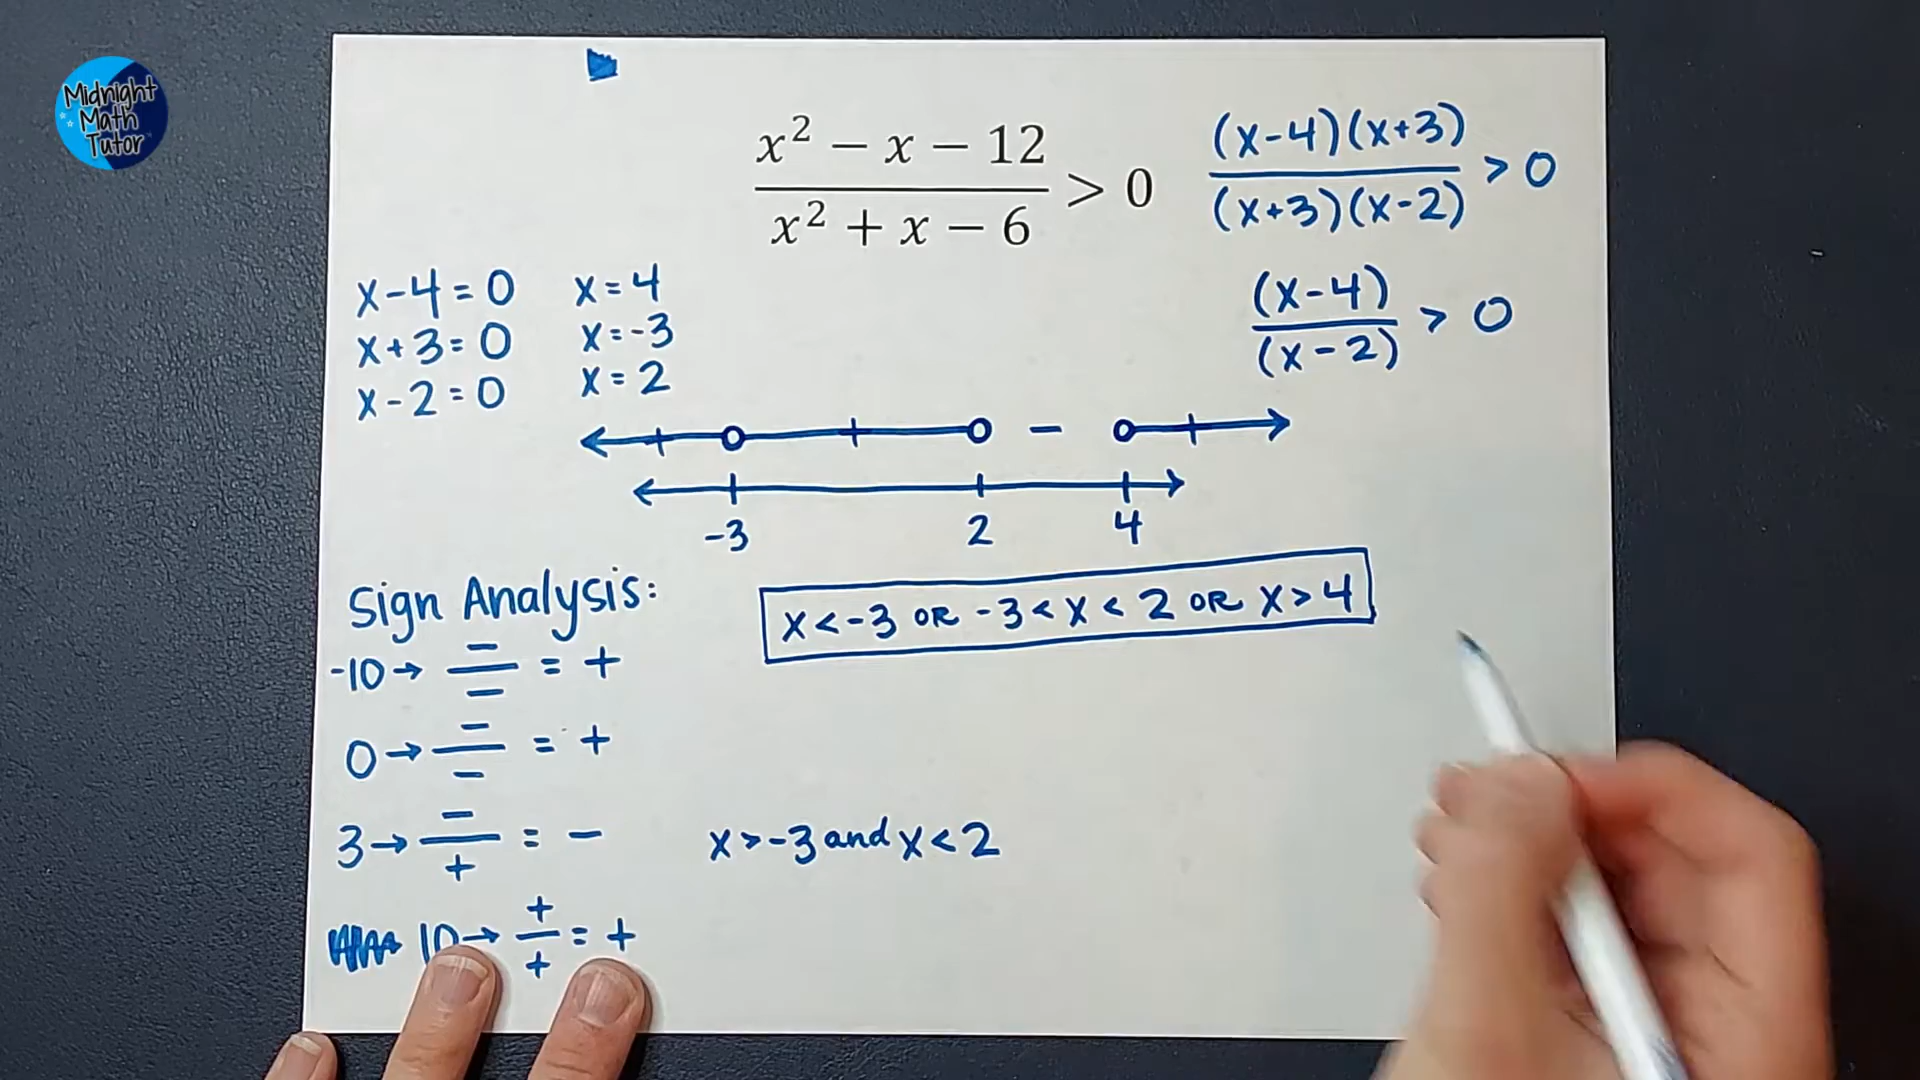 Midnight
Math
Tutor
x² − x − 12
x² + x − 6
> 0
(x-4)(x+3)
(x+3)(x-2)
> 0
(x-4)
(x-2)
> 0
x-4=0 x=4
x+3=0 x=-3
x-2=0 x=2
−
-3 2 4
Sign Analysis:
x<-3 OR -3<x<2 OR x>4
-10→ −/− = +
0→ −/− = +
3→ −/+ = −
x>-3 and x<2
10→ +/+ = +